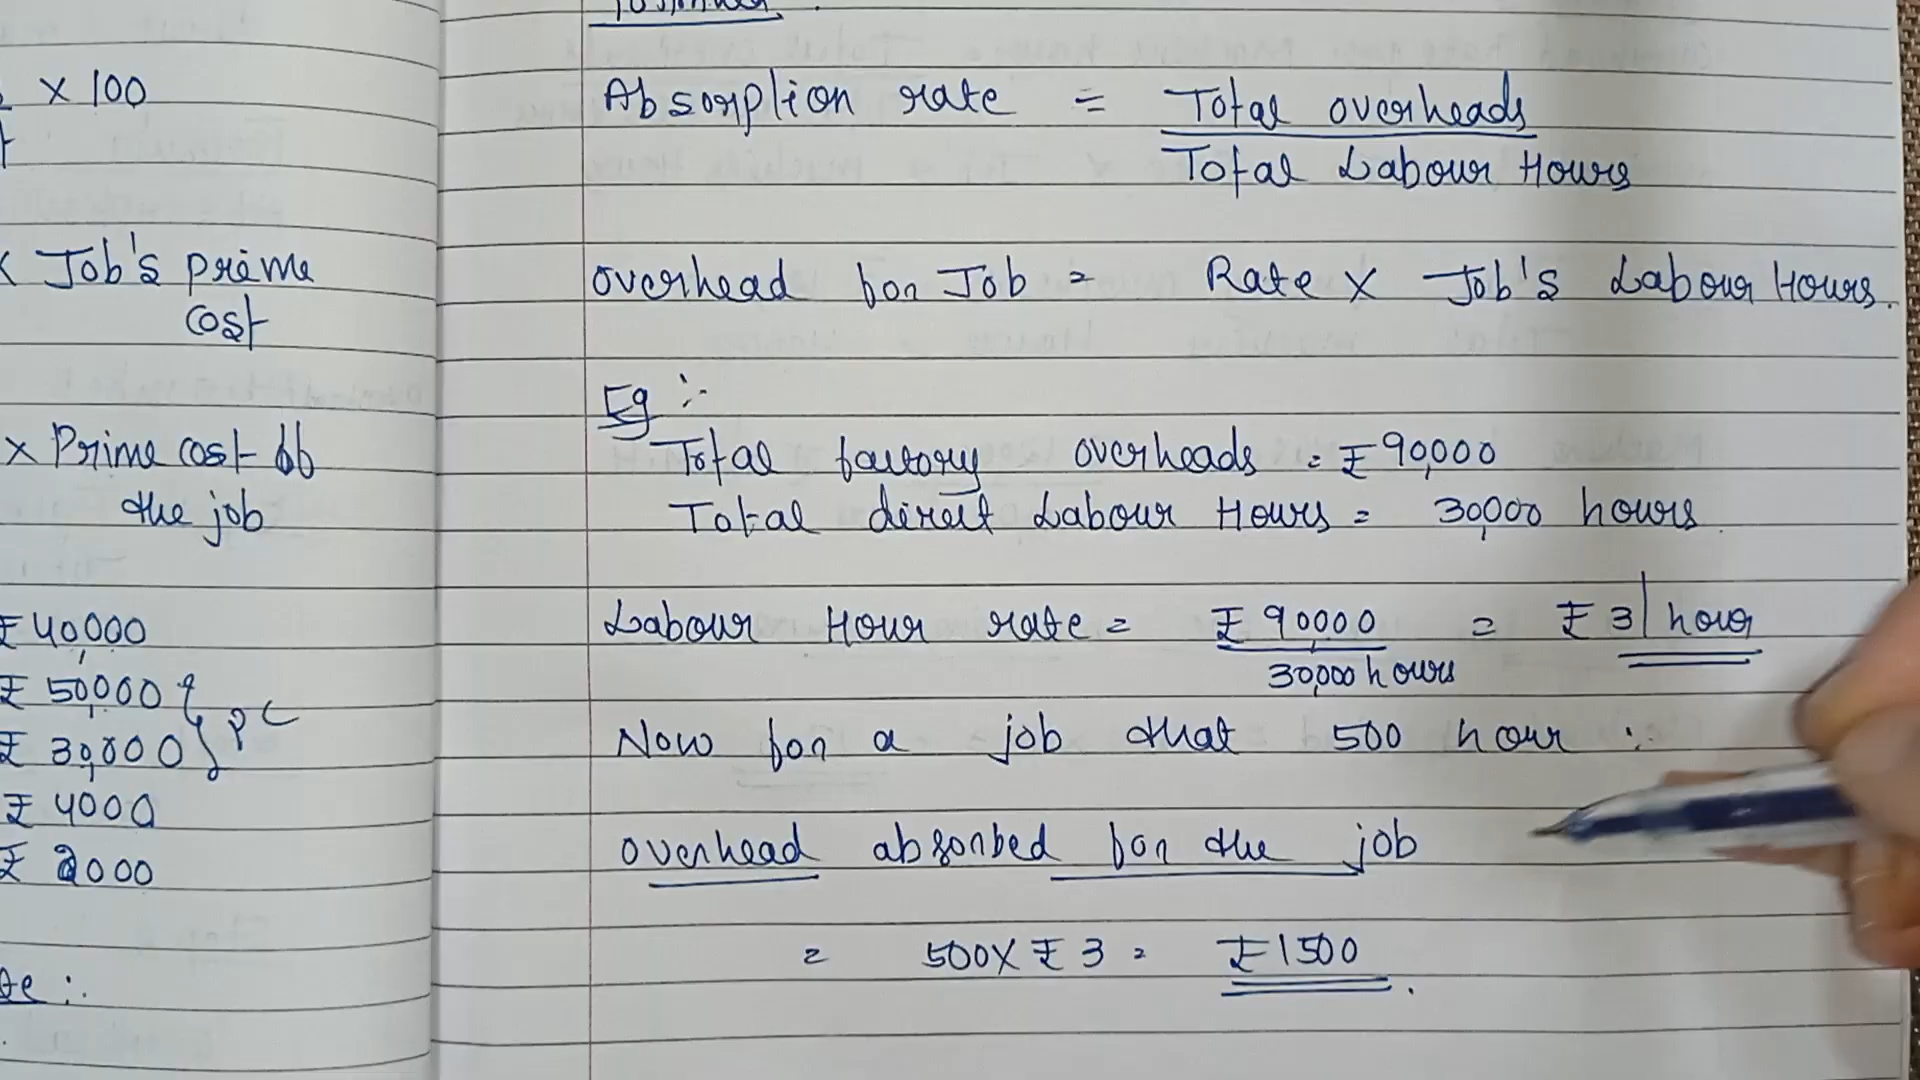 x 100
Job's prime
cost
x Prime cost of
the job
₹ 40,000
₹ 50,000
₹ 30,000 } PC
₹ 4000
₹ 2000
Absorption rate = Total overheads
Total Labour Hours
overhead for Job = Rate x Job's Labour Hours.
Eg :-
Total factory overheads = ₹ 90,000
Total direct Labour Hours = 30,000 hours.
Labour Hour rate = ₹ 90,000 = ₹ 3/hour
30,000 hours
Now for a job that 500 hour :-
overhead absorbed for the job
= 500 x ₹ 3 = ₹ 1500.